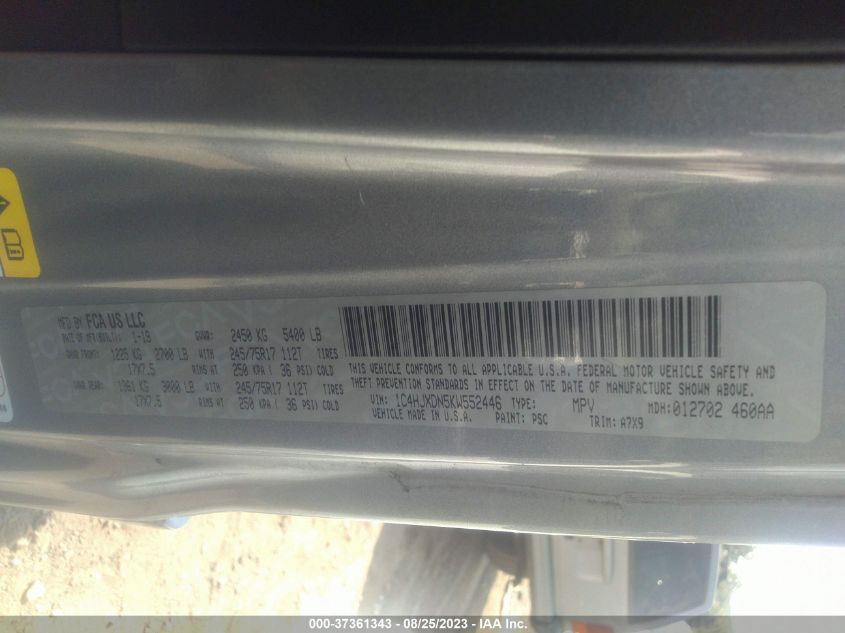 MFD BY FCA US LLC
DATE OF MFR(BUILT): 1-19 GVWR: 2450 KG 5400 LB
GAWR FRONT: 1225 KG 2700 LB WITH 245/75R17 112T TIRES
17X7.5 RIMS AT 250 KPA ( 36 PSI) COLD
GAWR REAR: 1361 KG 3000 LB WITH 245/75R17 112T TIRES
17X7.5 RIMS AT 250 KPA ( 36 PSI) COLD
THIS VEHICLE CONFORMS TO ALL APPLICABLE U.S.A. FEDERAL MOTOR VEHICLE SAFETY AND
THEFT PREVENTION STANDARDS IN EFFECT ON THE DATE OF MANUFACTURE SHOWN ABOVE.
VIN: 1C4HJXDN5KW552446 TYPE: MPV MDH:012702 460AA
VEHICLE MADE IN U.S.A. PAINT: PSC TRIM: A7X9
000-37361343 - 08/25/2023 - IAA Inc.